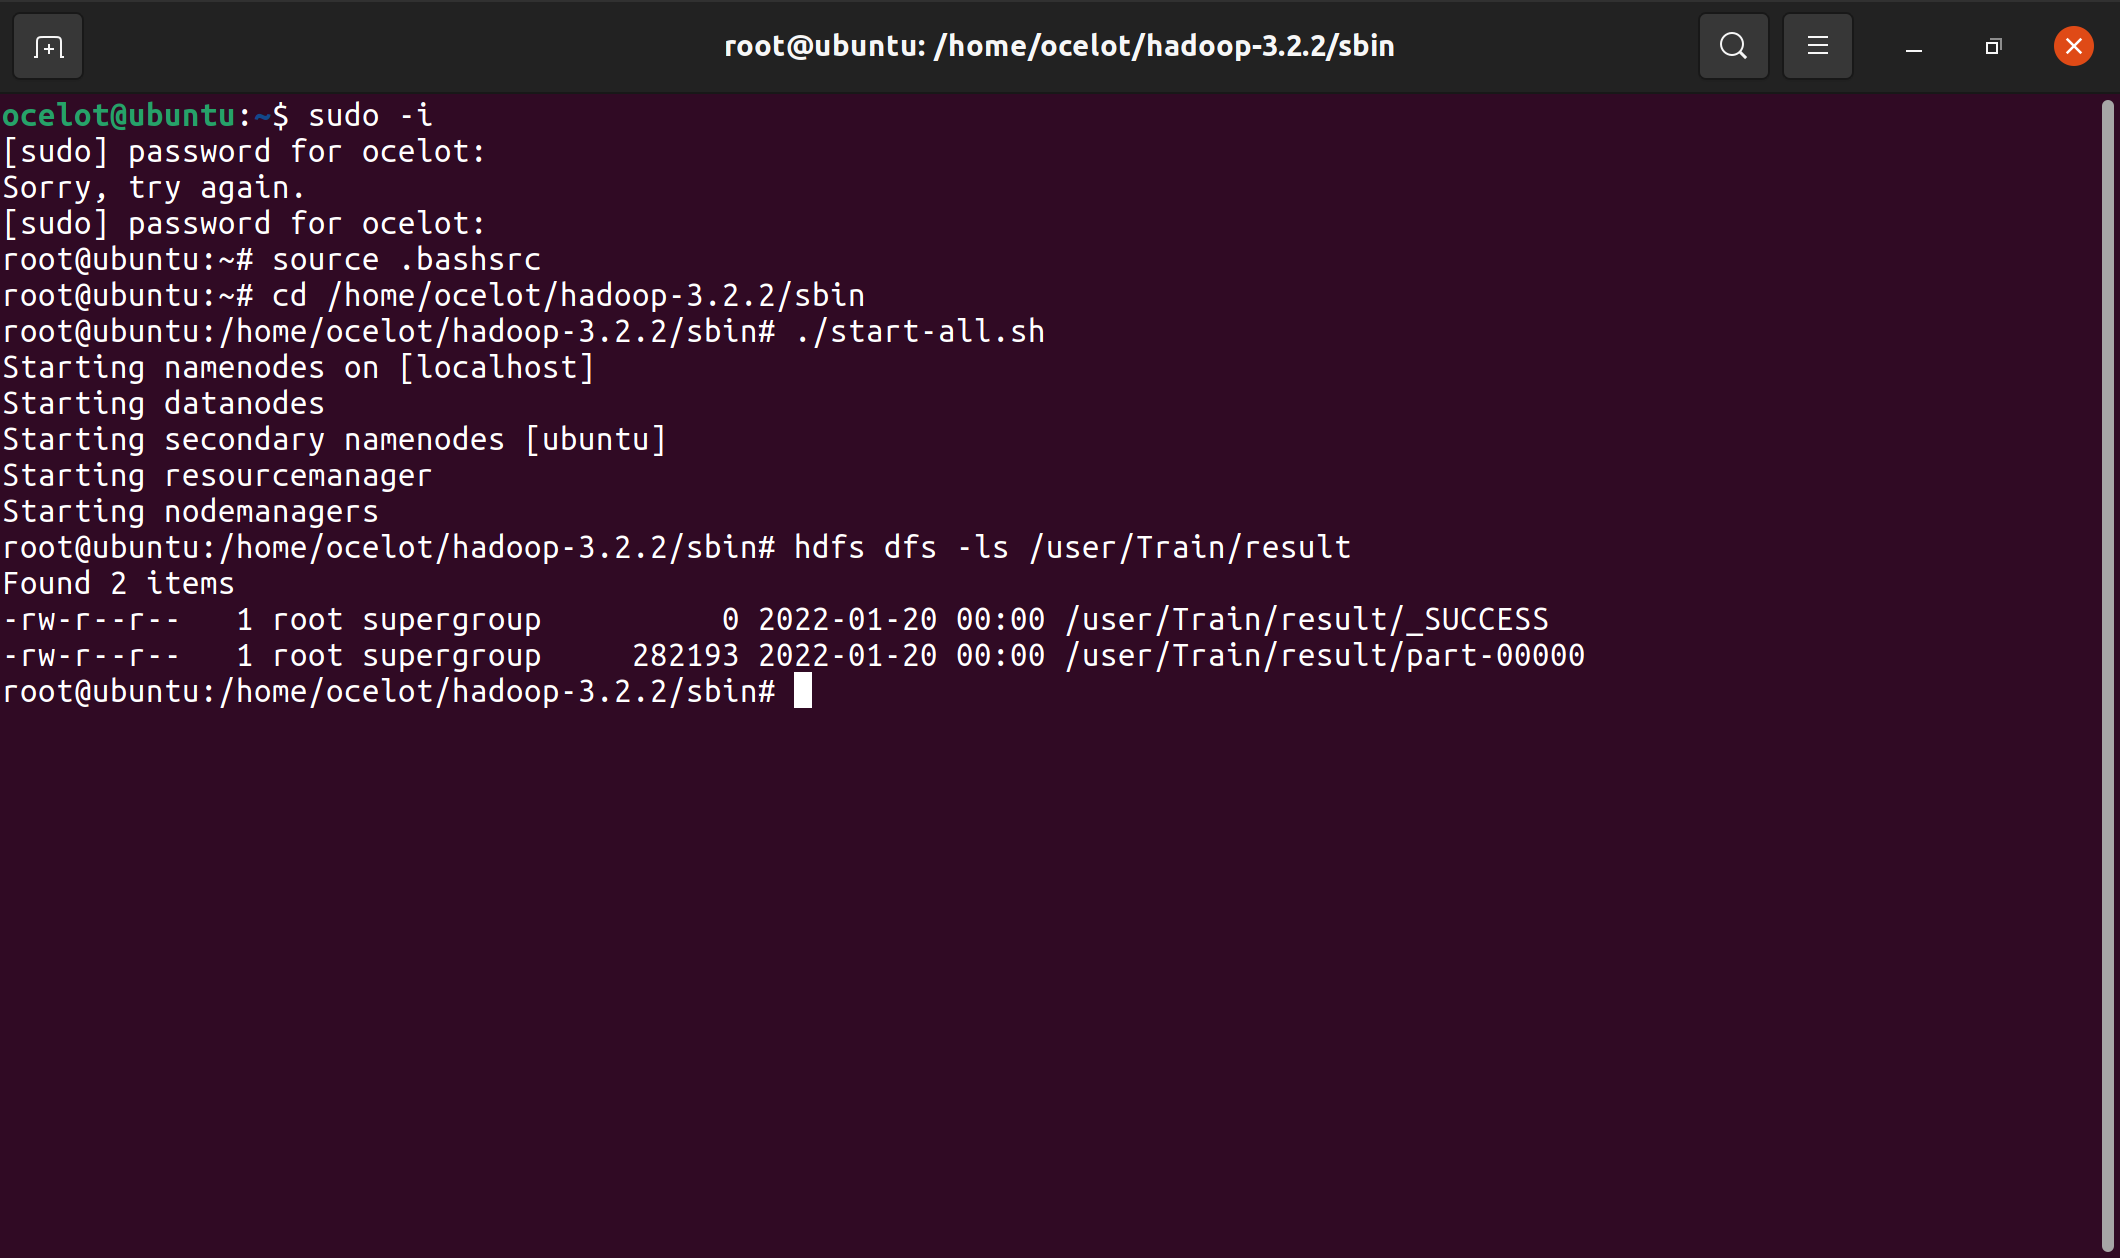 root@ubuntu: /home/ocelot/hadoop-3.2.2/sbin
ocelot@ubuntu:~$ sudo -i
[sudo] password for ocelot:
Sorry, try again.
[sudo] password for ocelot:
root@ubuntu:~# source .bashsrc
root@ubuntu:~# cd /home/ocelot/hadoop-3.2.2/sbin
root@ubuntu:/home/ocelot/hadoop-3.2.2/sbin# ./start-all.sh
Starting namenodes on [localhost]
Starting datanodes
Starting secondary namenodes [ubuntu]
Starting resourcemanager
Starting nodemanagers
root@ubuntu:/home/ocelot/hadoop-3.2.2/sbin# hdfs dfs -ls /user/Train/result
Found 2 items
-rw-r--r--   1 root supergroup          0 2022-01-20 00:00 /user/Train/result/_SUCCESS
-rw-r--r--   1 root supergroup     282193 2022-01-20 00:00 /user/Train/result/part-00000
root@ubuntu:/home/ocelot/hadoop-3.2.2/sbin#